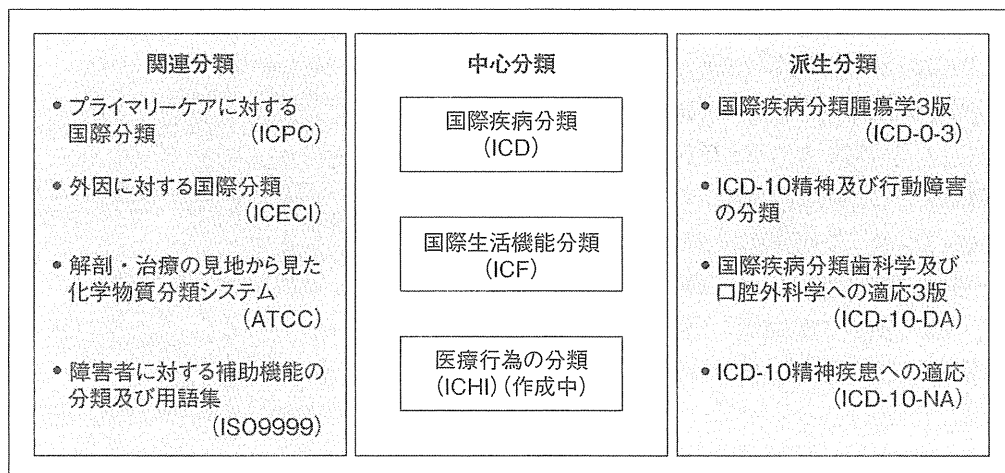 関連分類
• プライマリーケアに対する
国際分類 (ICPC)
• 外因に対する国際分類
(ICECI)
• 解剖・治療の見地から見た
化学物質分類システム
(ATCC)
• 障害者に対する補助機能の
分類及び用語集
(ISO9999)
中心分類
国際疾病分類
(ICD)
国際生活機能分類
(ICF)
医療行為の分類
(ICHI)(作成中)
派生分類
• 国際疾病分類腫瘍学3版
(ICD-0-3)
• ICD-10精神及び行動障害
の分類
• 国際疾病分類歯科学及び
口腔外科学への適応3版
(ICD-10-DA)
• ICD-10精神疾患への適応
(ICD-10-NA)